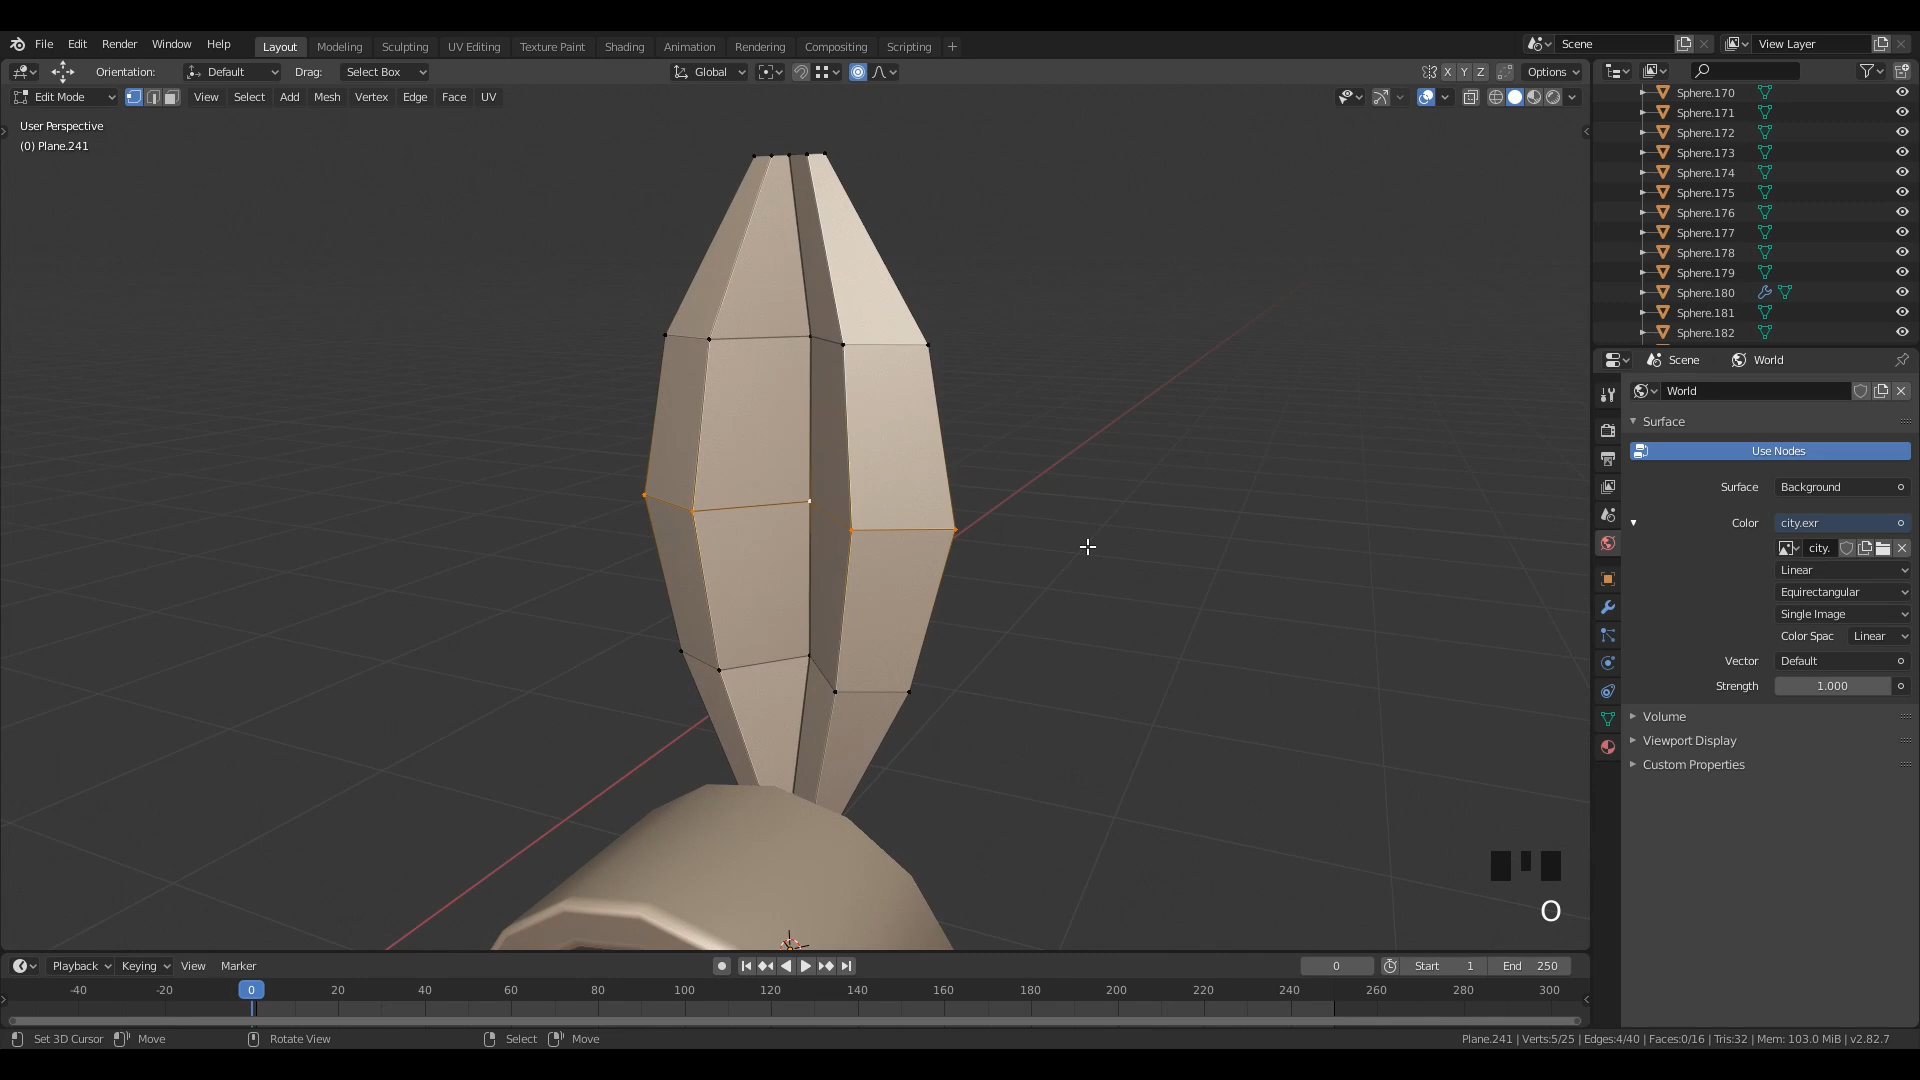 File Edit Render Window Help Layout Modeling Sculpting UV Editing Texture Paint Shading Animation Rendering Compositing Scripting + Scene View Layer
Orientation: Default Drag: Select Box Global X Y Z Options
Edit Mode View Select Add Mesh Vertex Edge Face UV
User Perspective
(0) Plane.241
Sphere.170
Sphere.171
Sphere.172
Sphere.173
Sphere.174
Sphere.175
Sphere.176
Sphere.177
Sphere.178
Sphere.179
Sphere.180
Sphere.181
Sphere.182
Scene World
World
Surface
Use Nodes
Surface Background
Color city.exr
city.
Linear
Equirectangular
Single Image
Color Spac Linear
Vector Default
Strength 1.000
Volume
Viewport Display
Custom Properties
O
Playback Keying View Marker 0 Start 1 End 250
-40 -20 0 20 40 60 80 100 120 140 160 180 200 220 240 260 280 300
Set 3D Cursor Move Rotate View Select Move Plane.241 | Verts:5/25 | Edges:4/40 | Faces:0/16 | Tris:32 | Mem: 103.0 MiB | v2.82.7